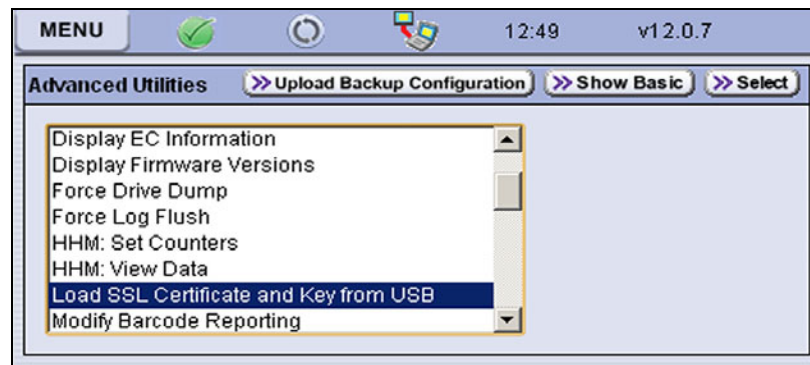 MENU 12:49 v12.0.7
Advanced Utilities >> Upload Backup Configuration >> Show Basic >> Select
Display EC Information
Display Firmware Versions
Force Drive Dump
Force Log Flush
HHM: Set Counters
HHM: View Data
Load SSL Certificate and Key from USB
Modify Barcode Reporting